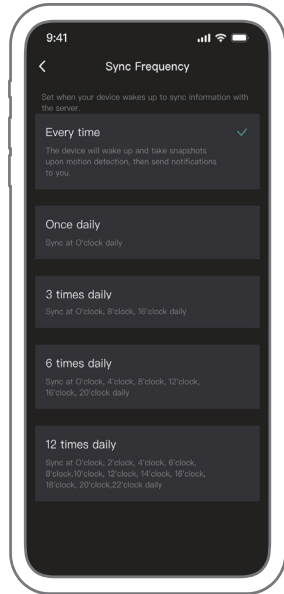 9:41
Sync Frequency
Set when your device wakes up to sync information with
the server.
Every time
The device will wake up and take snapshots
upon motion detection, then send notifications
to you.
Once daily
Sync at O'clock daily
3 times daily
Sync at O'clock, 8'clock, 16'clock daily
6 times daily
Sync at O'clock, 4'clock, 8'clock, 12'clock,
16'clock, 20'clock daily
12 times daily
Sync at O'clock, 2'clock, 4'clock, 6'clock,
8'clock.10'clock, 12'clock, 14'clock, 16'clock,
18'clock, 20'clock.22'clock daily